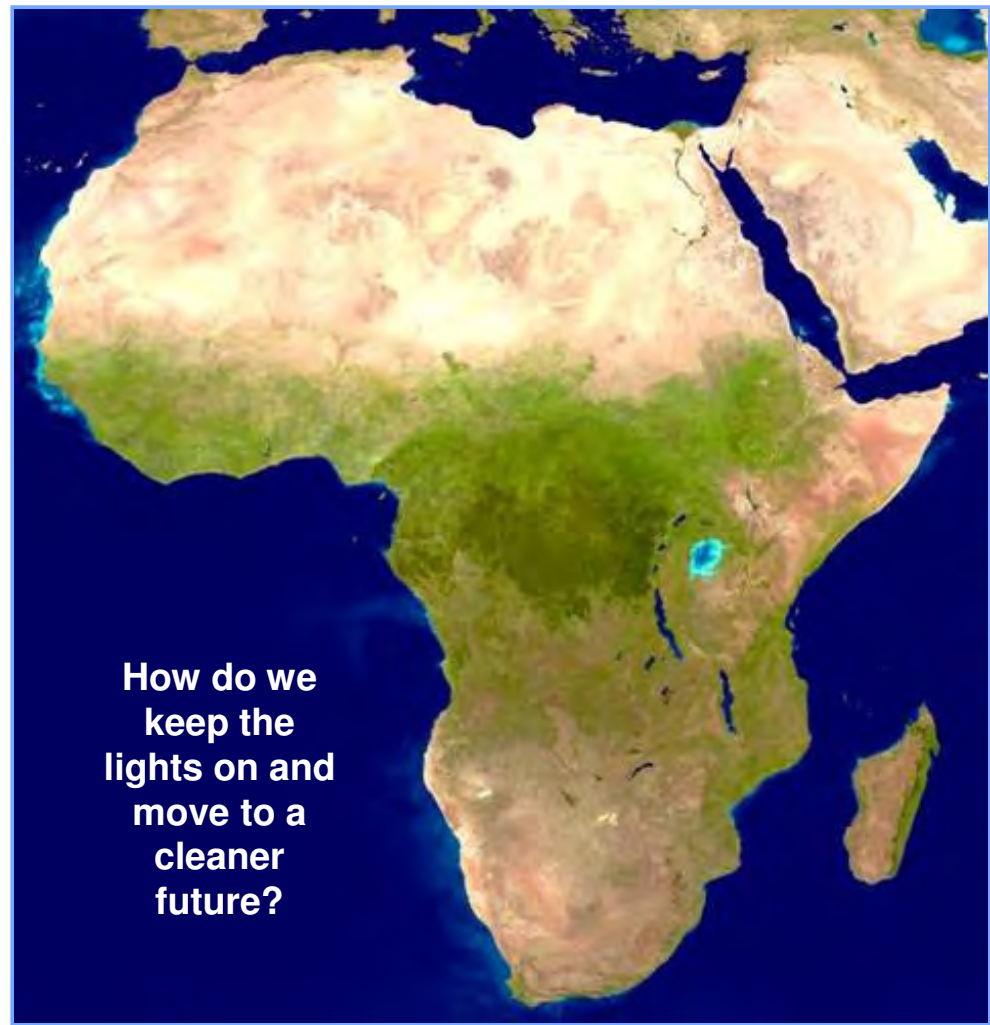 How do we
keep the
lights on and
move to a
cleaner
future?